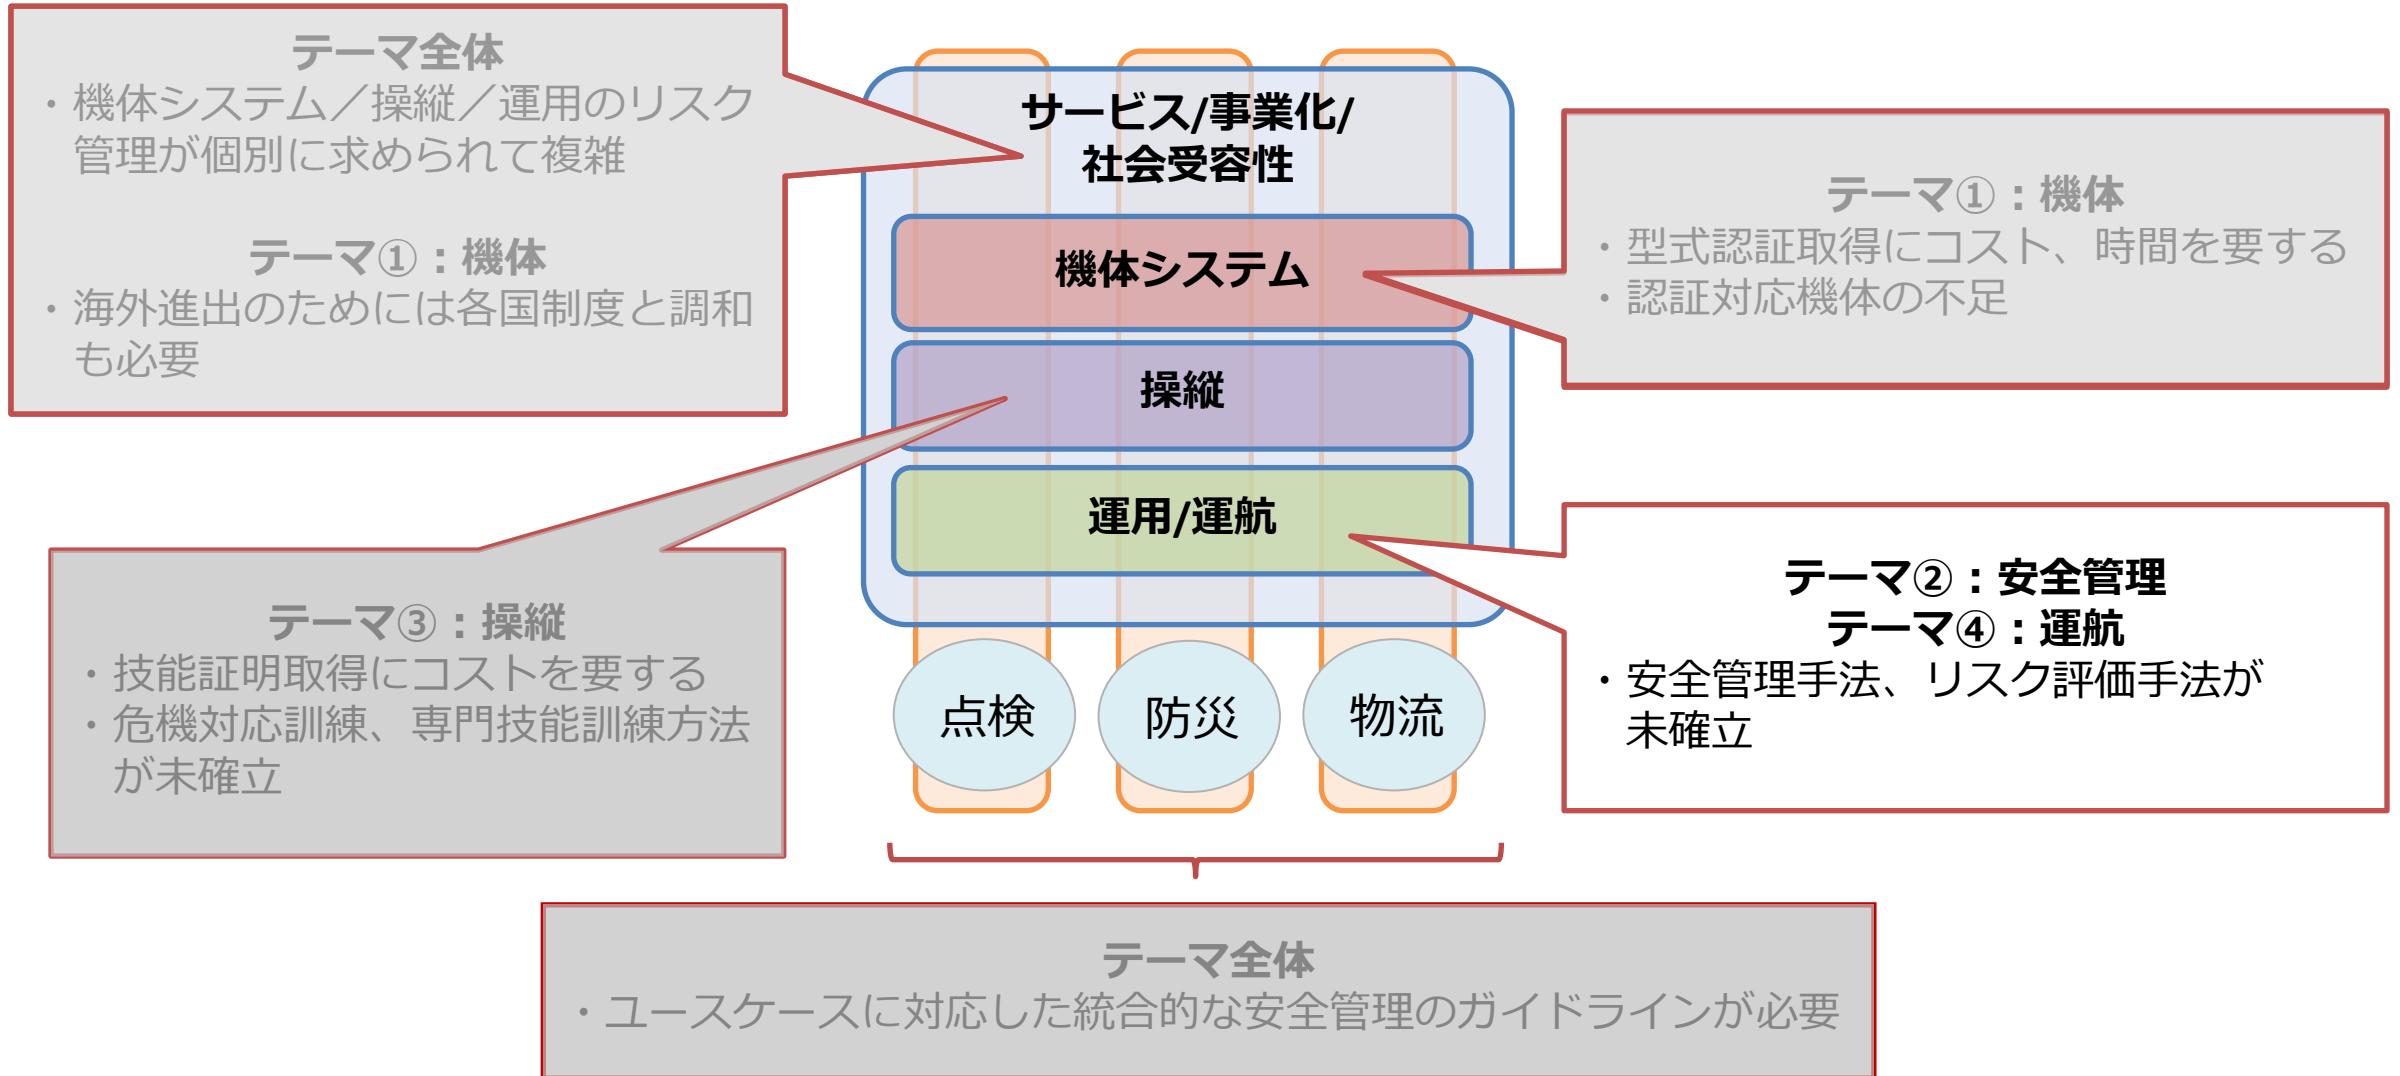 テーマ全体
・機体システム／操縦／運用のリスク
管理が個別に求められて複雑
テーマ①：機体
・海外進出のためには各国制度と調和
も必要
サービス/事業化/
社会受容性
機体システム
操縦
運用/運航
テーマ①：機体
・型式認証取得にコスト、時間を要する
・認証対応機体の不足
テーマ③：操縦
・技能証明取得にコストを要する
・危機対応訓練、専門技能訓練方法
が未確立
テーマ②：安全管理
テーマ④：運航
・安全管理手法、リスク評価手法が
未確立
点検
防災
物流
テーマ全体
・ユースケースに対応した統合的な安全管理のガイドラインが必要